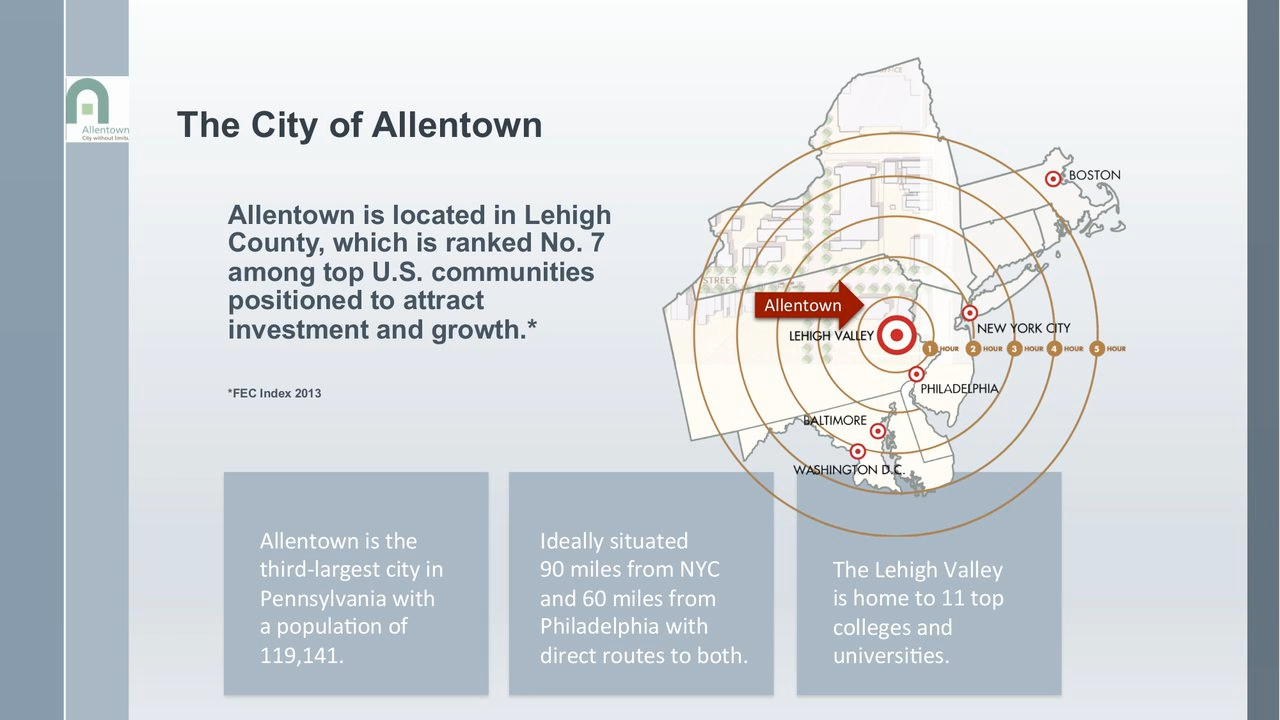 Allentown
City without limits.
The City of Allentown
Allentown is located in Lehigh
County, which is ranked No. 7
among top U.S. communities
positioned to attract
investment and growth.*
*FEC Index 2013
STREET
BOSTON
Allentown
LEHIGH VALLEY
NEW YORK CITY
1 HOUR 2 HOUR 3 HOUR 4 HOUR 5 HOUR
PHILADELPHIA
BALTIMORE
WASHINGTON D.C.
Allentown is the
third-largest city in
Pennsylvania with
a population of
119,141.
Ideally situated
90 miles from NYC
and 60 miles from
Philadelphia with
direct routes to both.
The Lehigh Valley
is home to 11 top
colleges and
universities.